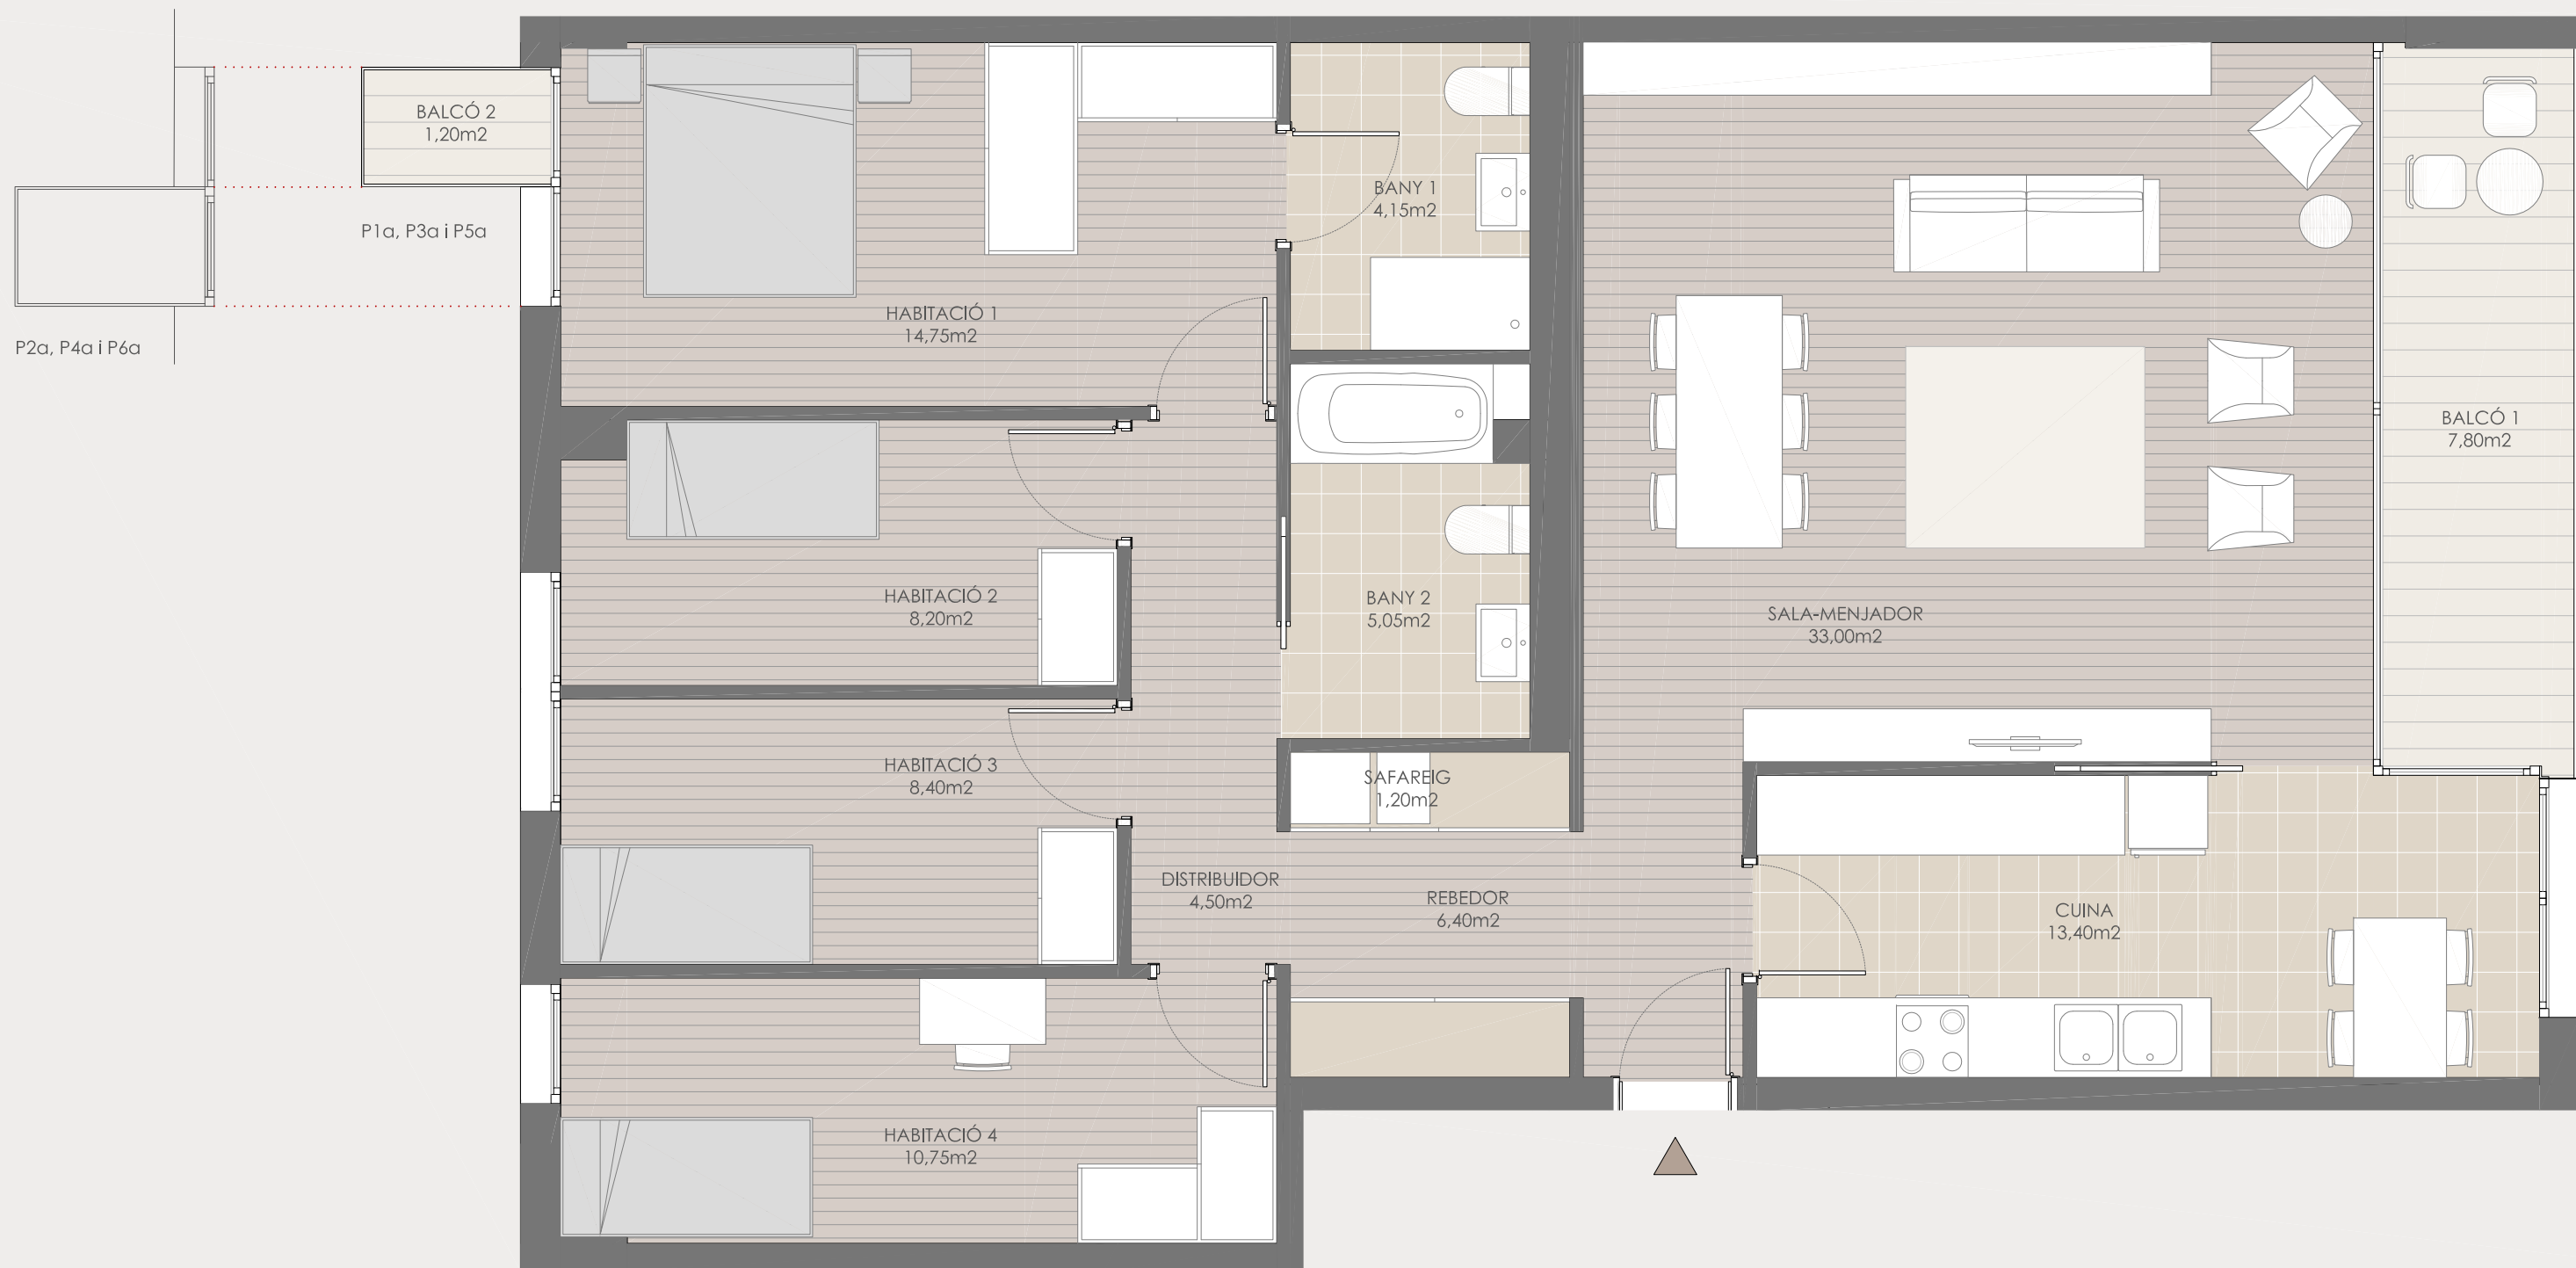 BALCÓ 2
1,20m2
P1a, P3a i P5a
P2a, P4a i P6a
HABITACIÓ 1
14,75m2
BANY 1
4,15m2
BALCÓ 1
7,80m2
HABITACIÓ 2
8,20m2
BANY 2
5,05m2
SALA-MENJADOR
33,00m2
HABITACIÓ 3
8,40m2
SAFAREIG
1,20m2
DISTRIBUIDOR
4,50m2
REBEDOR
6,40m2
CUINA
13,40m2
HABITACIÓ 4
10,75m2